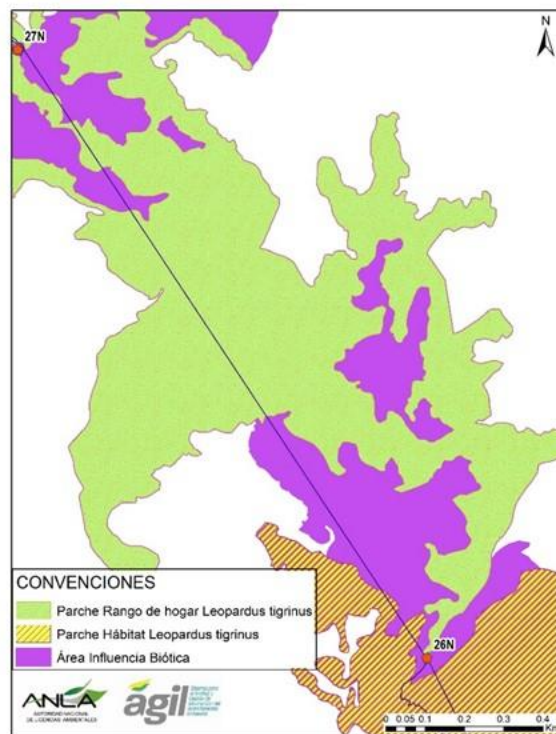 27N
N
26N
CONVENCIONES
Parche Rango de hogar Leopardus tigrinus
Parche Hábitat Leopardus tigrinus
Área Influencia Biótica
ANLA
AUTORIDAD NACIONAL
DE LICENCIAS AMBIENTALES
ágil
0 0.05 0.1 0.2 0.3 0.4
Km